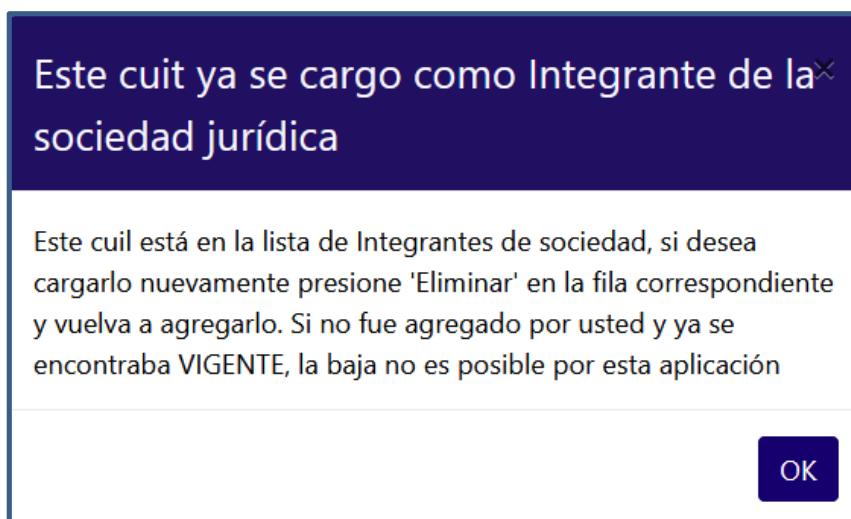 Este cuit ya se cargo como Integrante de la
sociedad jurídica
×
Este cuil está en la lista de Integrantes de sociedad, si desea
cargarlo nuevamente presione 'Eliminar' en la fila correspondiente
y vuelva a agregarlo. Si no fue agregado por usted y ya se
encontraba VIGENTE, la baja no es posible por esta aplicación
OK